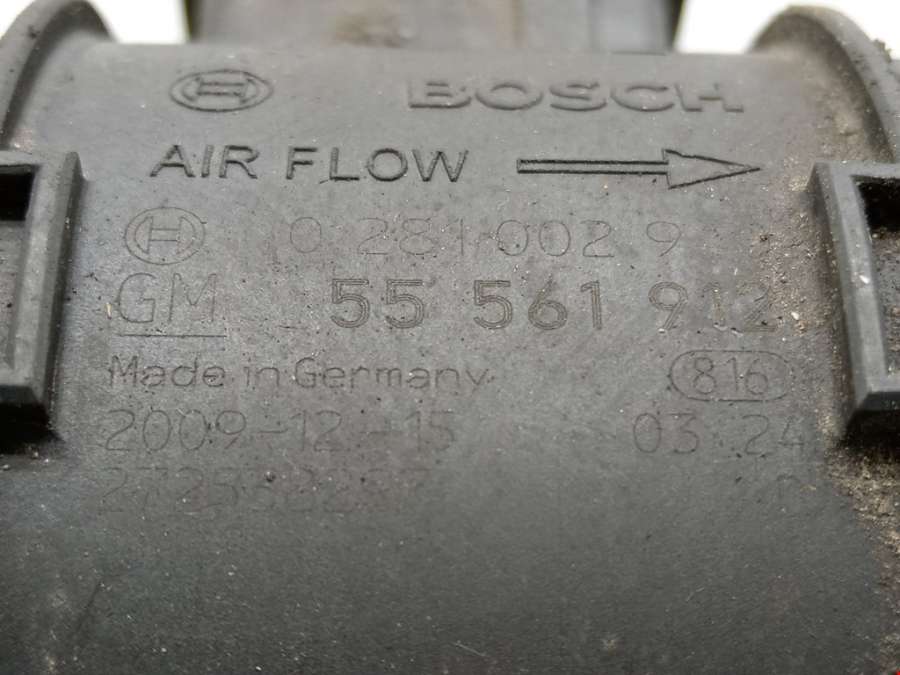 BOSCH
AIR FLOW
0 281 002 9
GM 55 561 912
Made in Germany 816
2009-12-15 03 24